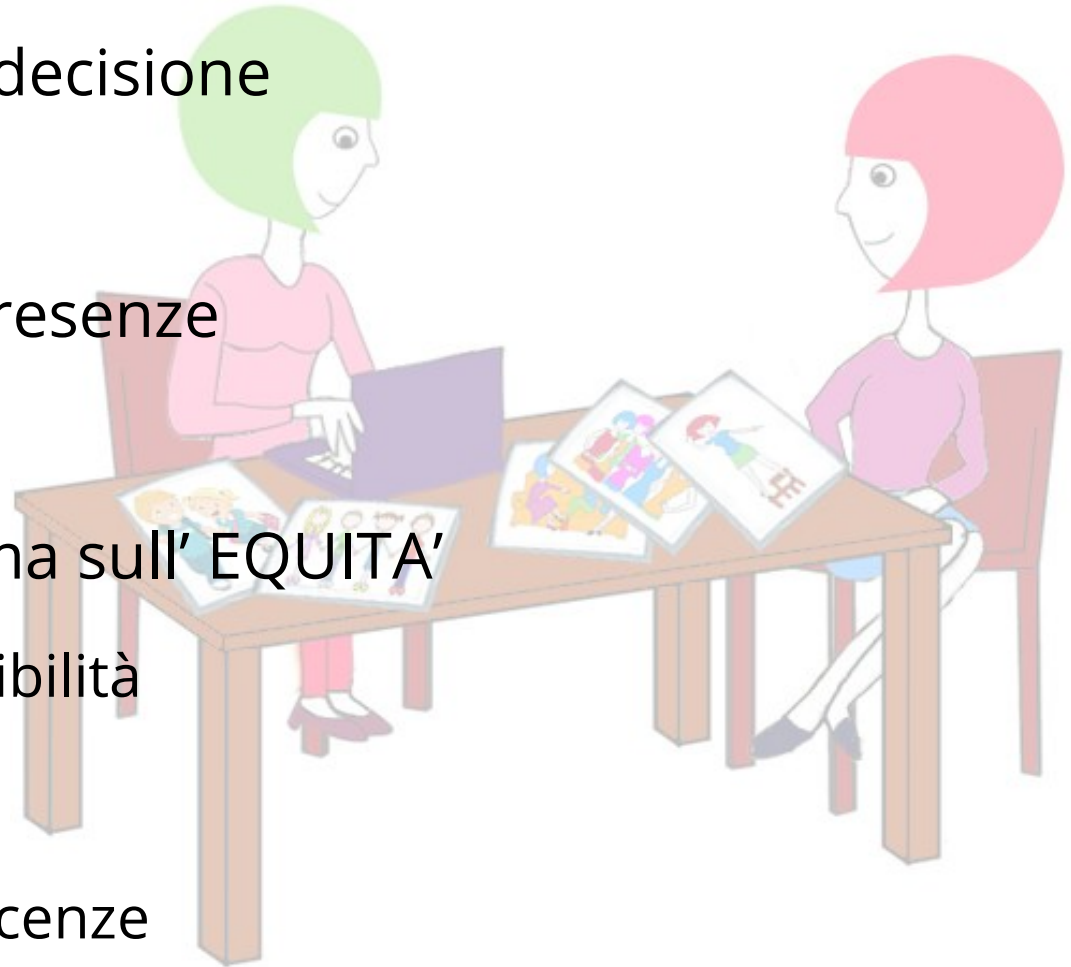 decisione
resenze
na sull’ EQUITA’
ibilità
cenze